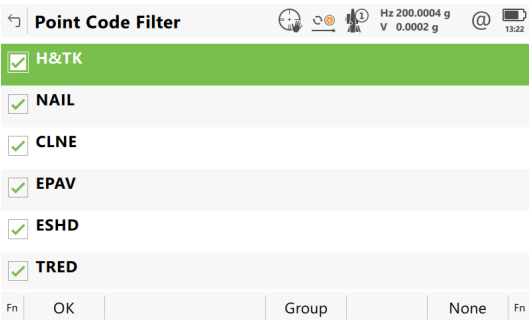 Point Code Filter
1
Hz 200.0004 g
V 0.0002 g
@
13:22
H&TK
NAIL
CLNE
EPAV
ESHD
TRED
Fn OK Group None Fn